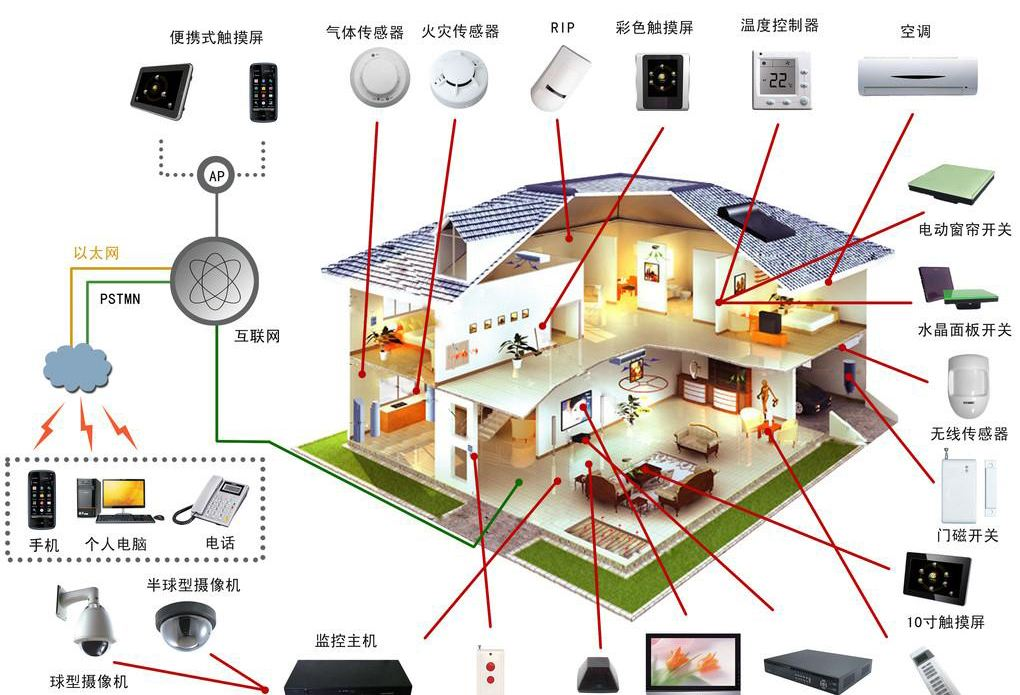 便携式触摸屏
气体传感器
火灾传感器
RIP
彩色触摸屏
温度控制器
空调
22
AP
以太网
PSTMN
互联网
电动窗帘开关
水晶面板开关
无线传感器
门磁开关
手机
个人电脑
电话
半球型摄像机
10寸触摸屏
监控主机
球型摄像机